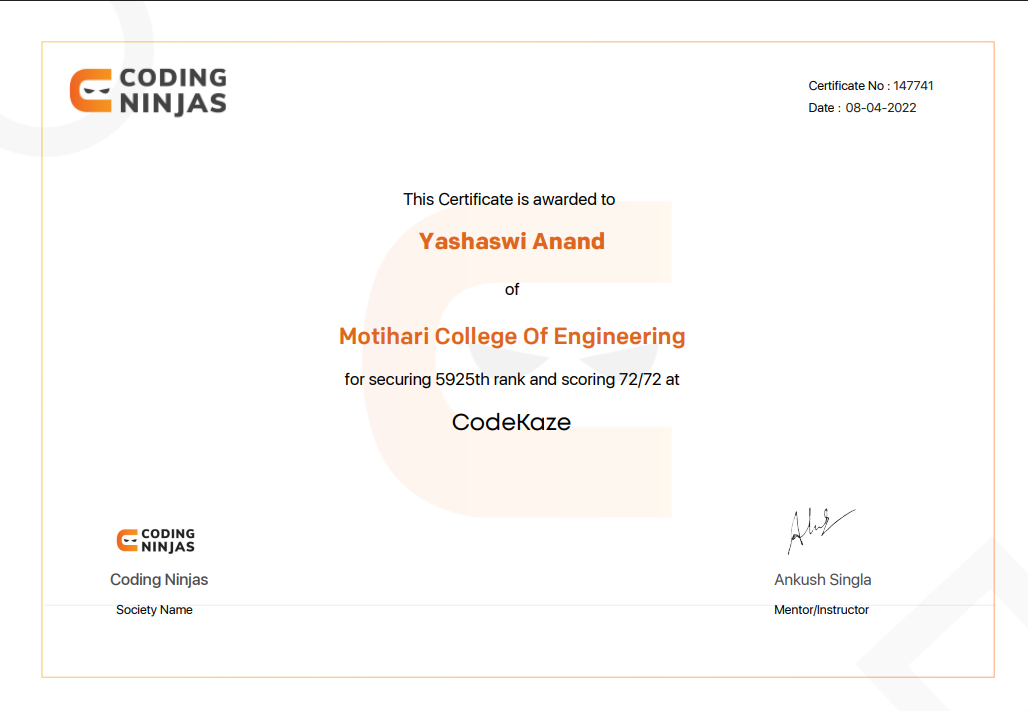 CODING
NINJAS
Certificate No : 147741
Date : 08-04-2022
This Certificate is awarded to
Yashaswi Anand
of
Motihari College Of Engineering
for securing 5925th rank and scoring 72/72 at
CodeKaze
CODING
NINJAS
Coding Ninjas
Society Name
Ankush Singla
Mentor/Instructor